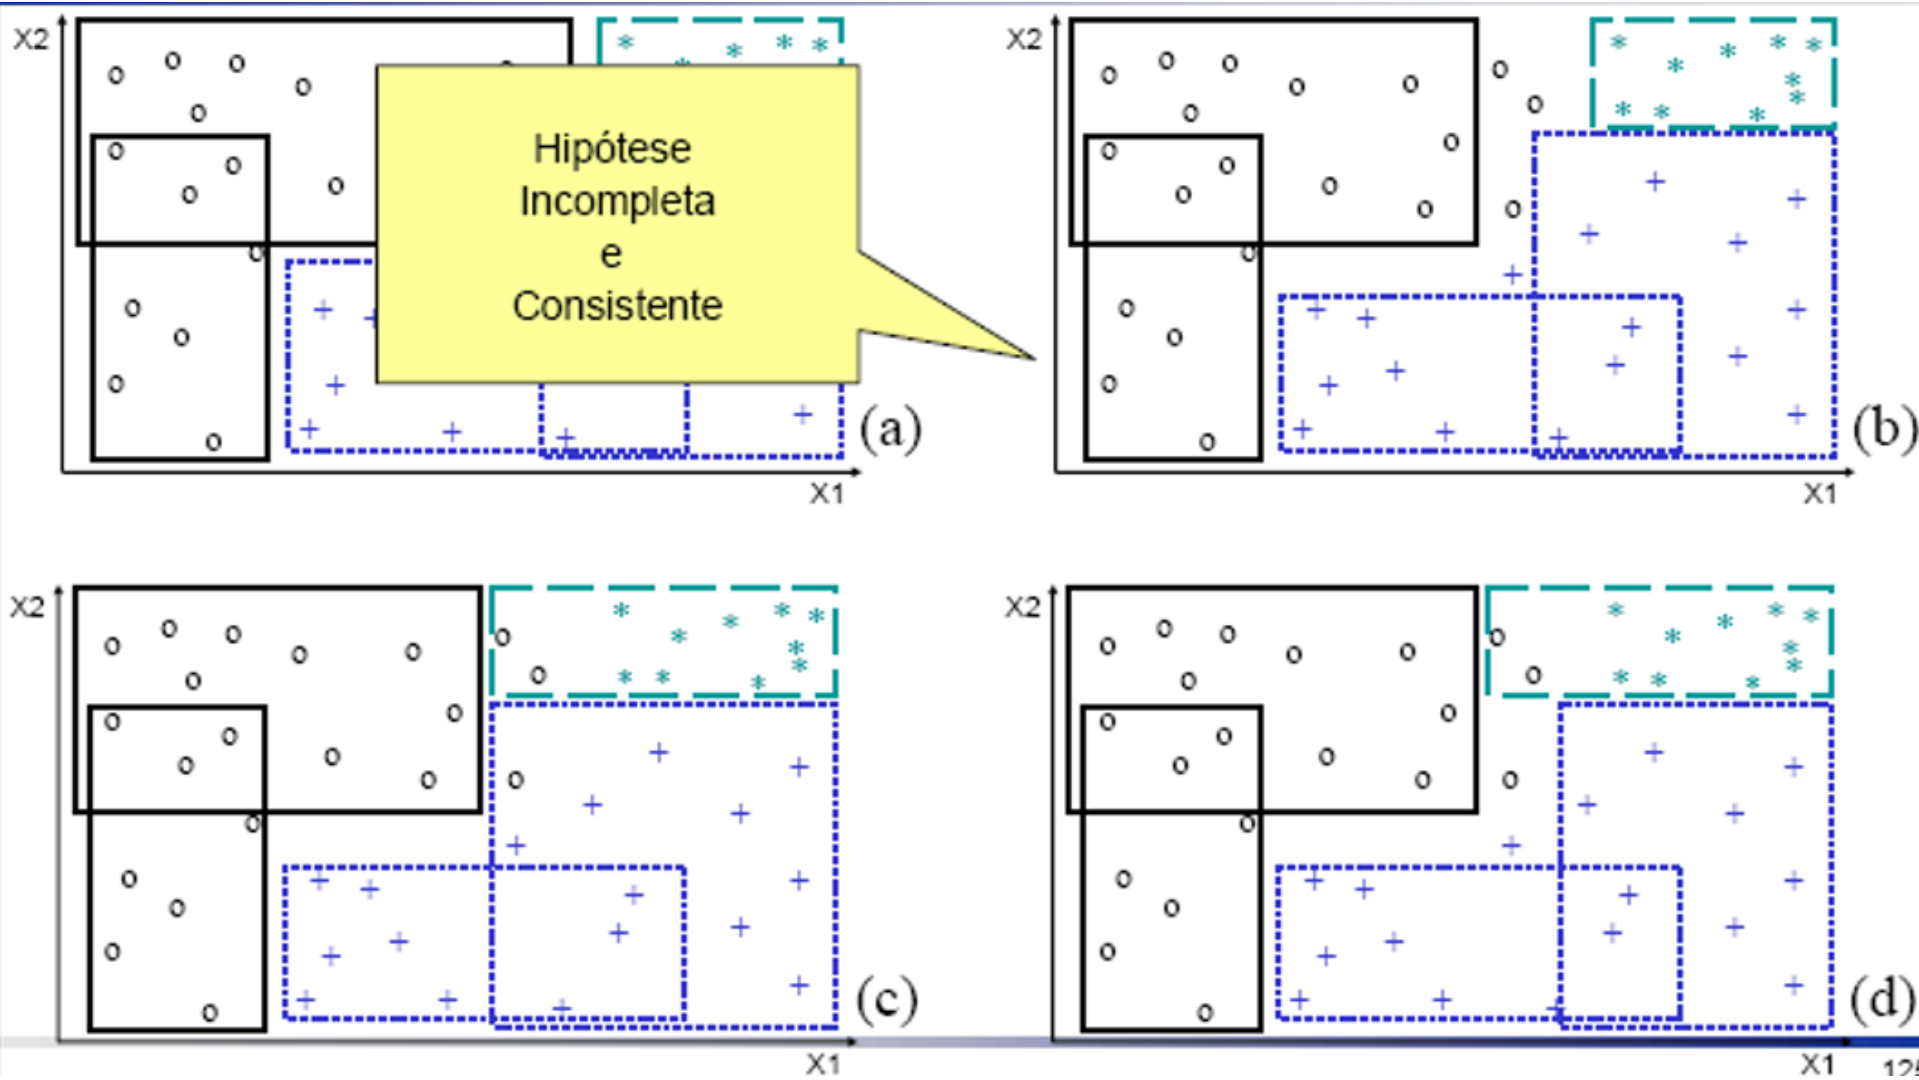 X2
Hipótese
Incompleta
e
Consistente
(a)
X1
X2
(b)
X1
X2
(c)
X1
X2
(d)
X1